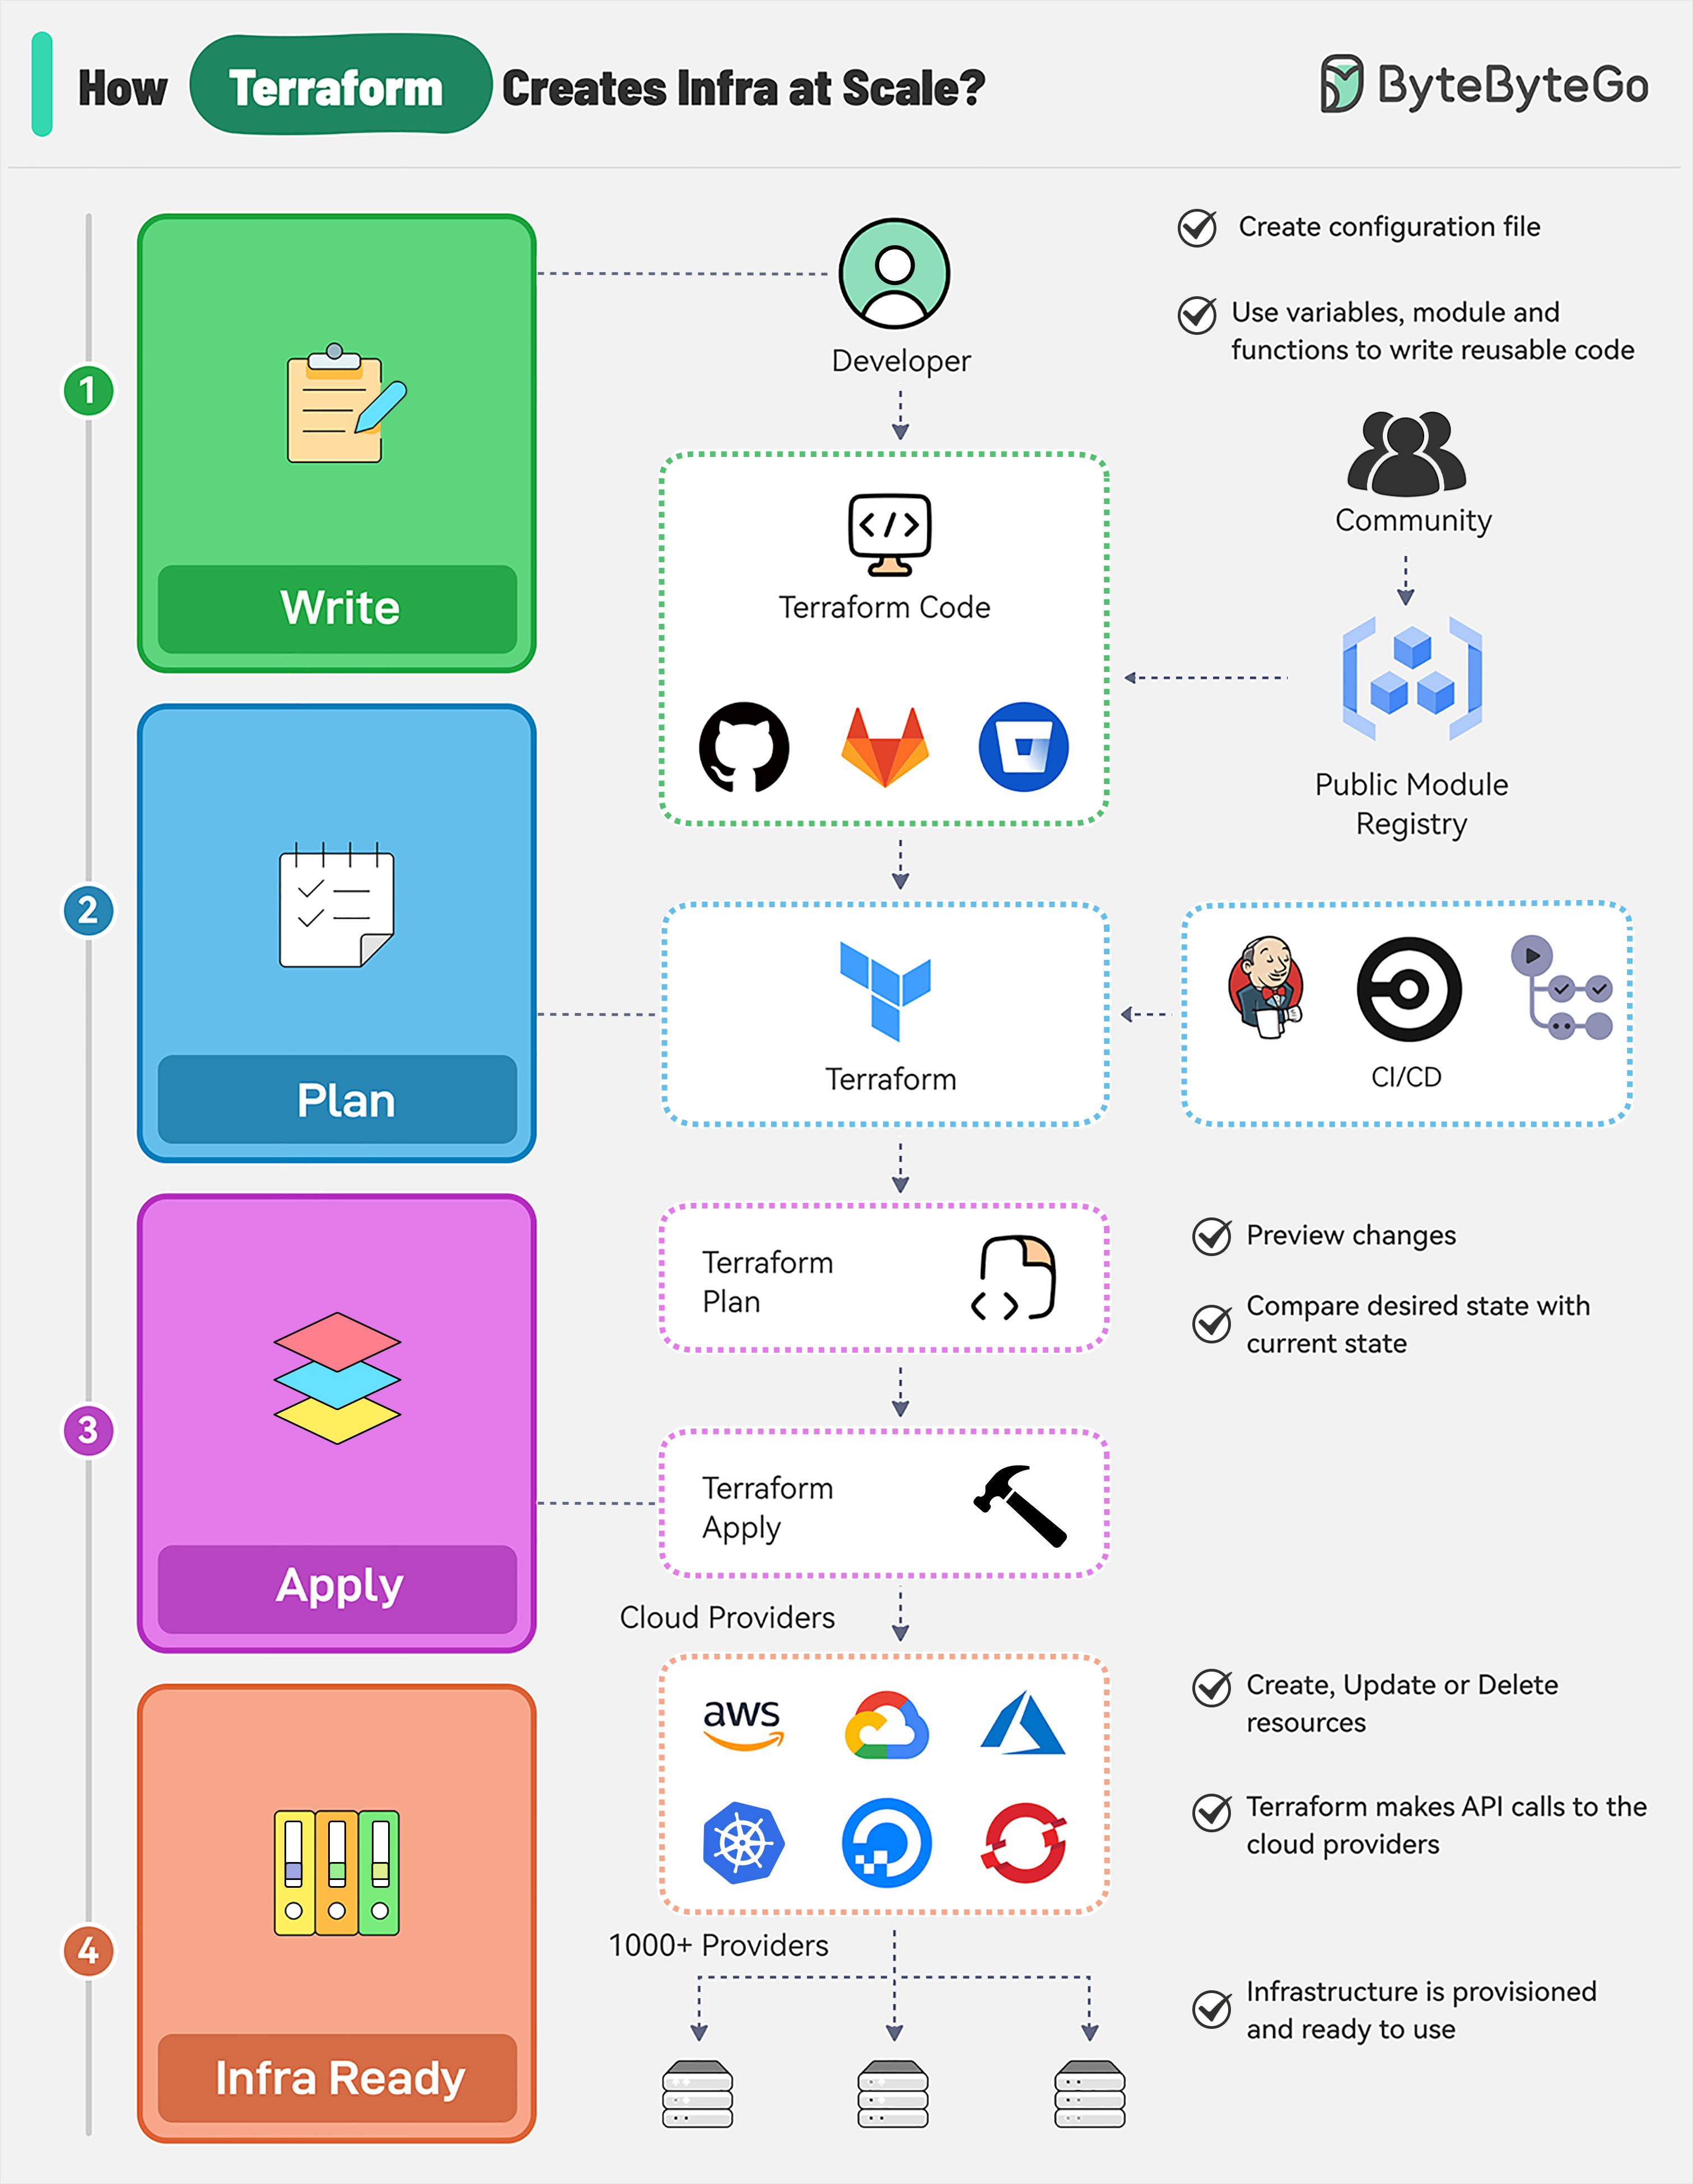 How Terraform Creates Infra at Scale?
ByteByteGo
1
Write
Developer
Create configuration file
Use variables, module and
functions to write reusable code
Terraform Code
Community
Public Module
Registry
2
Plan
Terraform
CI/CD
Terraform
Plan
Preview changes
Compare desired state with
current state
3
Apply
Terraform
Apply
Cloud Providers
aws
Create, Update or Delete
resources
Terraform makes API calls to the
cloud providers
4
Infra Ready
1000+ Providers
Infrastructure is provisioned
and ready to use